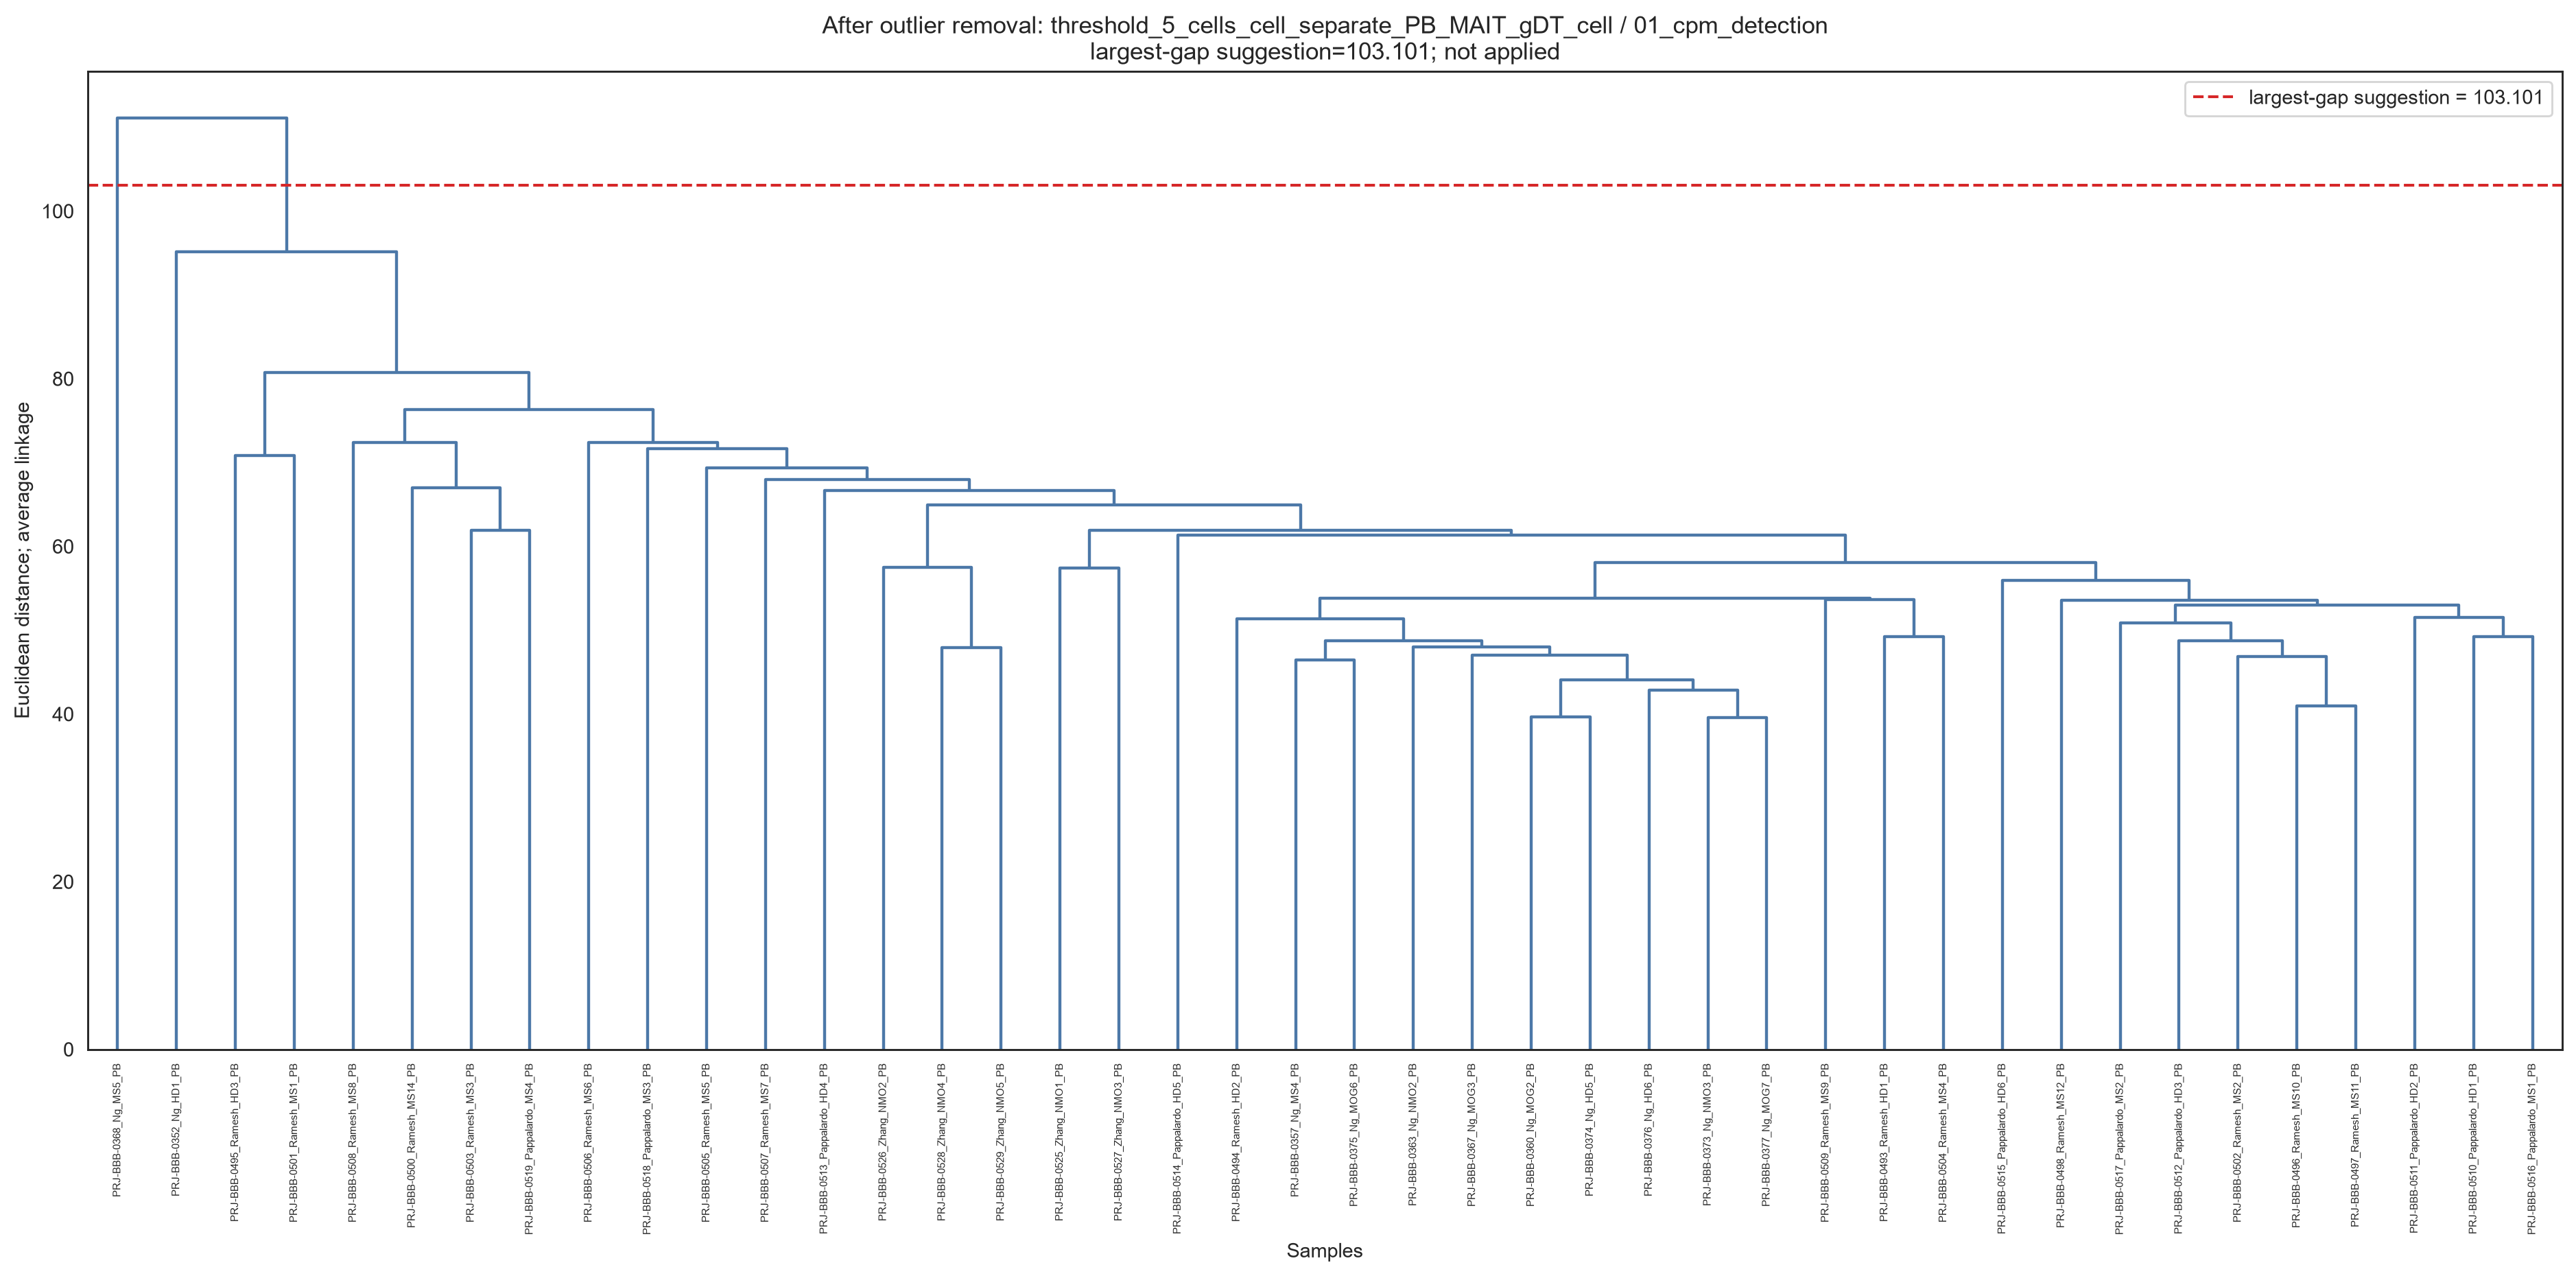 After outlier removal: threshold_5_cells_cell_separate_PB_MAIT_gDT_cell / 01_cpm_detection
largest-gap suggestion=103.101; not applied
largest-gap suggestion = 103.101
Euclidean distance; average linkage
100
80
60
40
20
0
PRJ-BBB-0368_Ng_MS5_PB
PRJ-BBB-0352_Ng_HD1_PB
PRJ-BBB-0495_Ramesh_HD3_PB
PRJ-BBB-0501_Ramesh_MS1_PB
PRJ-BBB-0508_Ramesh_MS8_PB
PRJ-BBB-0500_Ramesh_MS14_PB
PRJ-BBB-0503_Ramesh_MS3_PB
PRJ-BBB-0519_Pappalardo_MS4_PB
PRJ-BBB-0506_Ramesh_MS6_PB
PRJ-BBB-0518_Pappalardo_MS3_PB
PRJ-BBB-0505_Ramesh_MS5_PB
PRJ-BBB-0507_Ramesh_MS7_PB
PRJ-BBB-0513_Pappalardo_HD4_PB
PRJ-BBB-0526_Zhang_NMO2_PB
PRJ-BBB-0528_Zhang_NMO4_PB
PRJ-BBB-0529_Zhang_NMO5_PB
PRJ-BBB-0525_Zhang_NMO1_PB
PRJ-BBB-0527_Zhang_NMO3_PB
PRJ-BBB-0514_Pappalardo_HD5_PB
PRJ-BBB-0494_Ramesh_HD2_PB
PRJ-BBB-0357_Ng_MS4_PB
PRJ-BBB-0375_Ng_MOG6_PB
PRJ-BBB-0363_Ng_NMO2_PB
PRJ-BBB-0367_Ng_MOG3_PB
PRJ-BBB-0360_Ng_MOG2_PB
PRJ-BBB-0374_Ng_HD5_PB
PRJ-BBB-0376_Ng_HD6_PB
PRJ-BBB-0373_Ng_NMO3_PB
PRJ-BBB-0377_Ng_MOG7_PB
PRJ-BBB-0509_Ramesh_MS9_PB
PRJ-BBB-0493_Ramesh_HD1_PB
PRJ-BBB-0504_Ramesh_MS4_PB
PRJ-BBB-0515_Pappalardo_HD6_PB
PRJ-BBB-0498_Ramesh_MS12_PB
PRJ-BBB-0517_Pappalardo_MS2_PB
PRJ-BBB-0512_Pappalardo_HD3_PB
PRJ-BBB-0502_Ramesh_MS2_PB
PRJ-BBB-0496_Ramesh_MS10_PB
PRJ-BBB-0497_Ramesh_MS11_PB
PRJ-BBB-0511_Pappalardo_HD2_PB
PRJ-BBB-0510_Pappalardo_HD1_PB
PRJ-BBB-0516_Pappalardo_MS1_PB
Samples